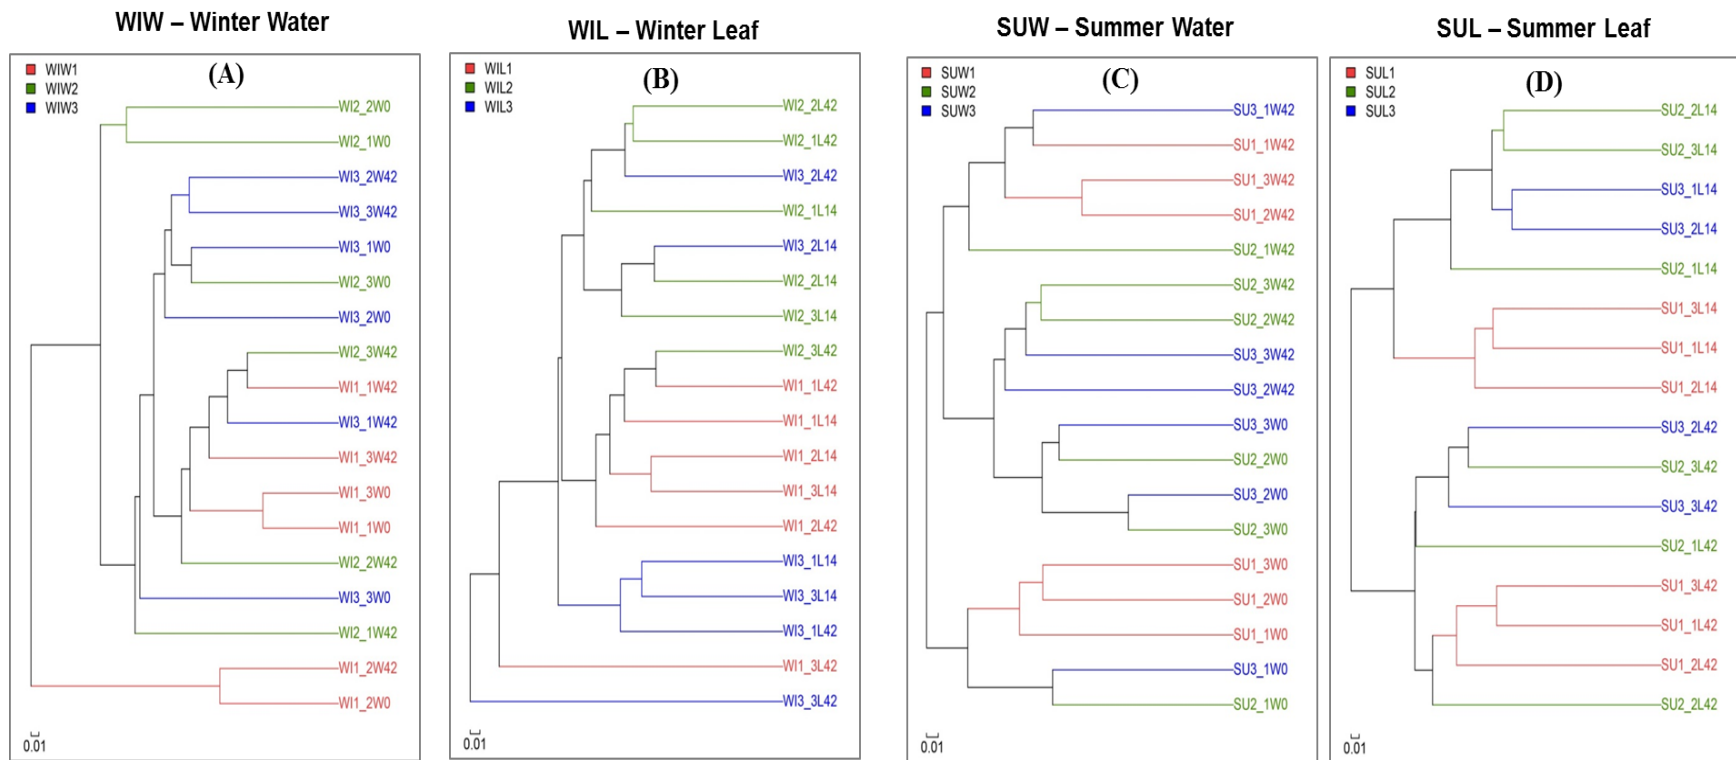 WIW – Winter Water
WIW1
WIW2
WIW3
(A)
WI2_2W0
WI2_1W0
WI3_2W42
WI3_3W42
WI3_1W0
WI2_3W0
WI3_2W0
WI2_3W42
WI1_1W42
WI3_1W42
WI1_3W42
WI1_3W0
WI1_1W0
WI2_2W42
WI3_3W0
WI2_1W42
WI1_2W42
WI1_2W0
0.01
WIL – Winter Leaf
WIL1
WIL2
WIL3
(B)
WI2_2L42
WI2_1L42
WI3_2L42
WI2_1L14
WI3_2L14
WI2_2L14
WI2_3L14
WI2_3L42
WI1_1L42
WI1_1L14
WI1_2L14
WI1_3L14
WI1_2L42
WI3_1L14
WI3_3L14
WI3_1L42
WI1_3L42
WI3_3L42
0.01
SUW – Summer Water
SUW1
SUW2
SUW3
(C)
SU3_1W42
SU1_1W42
SU1_3W42
SU1_2W42
SU2_1W42
SU2_3W42
SU2_2W42
SU3_3W42
SU3_2W42
SU3_3W0
SU2_2W0
SU3_2W0
SU2_3W0
SU1_3W0
SU1_2W0
SU1_1W0
SU3_1W0
SU2_1W0
0.01
SUL – Summer Leaf
SUL1
SUL2
SUL3
(D)
SU2_2L14
SU2_3L14
SU3_1L14
SU3_2L14
SU2_1L14
SU1_3L14
SU1_1L14
SU1_2L14
SU3_2L42
SU2_3L42
SU3_3L42
SU2_1L42
SU1_3L42
SU1_1L42
SU1_2L42
SU2_2L42
0.01